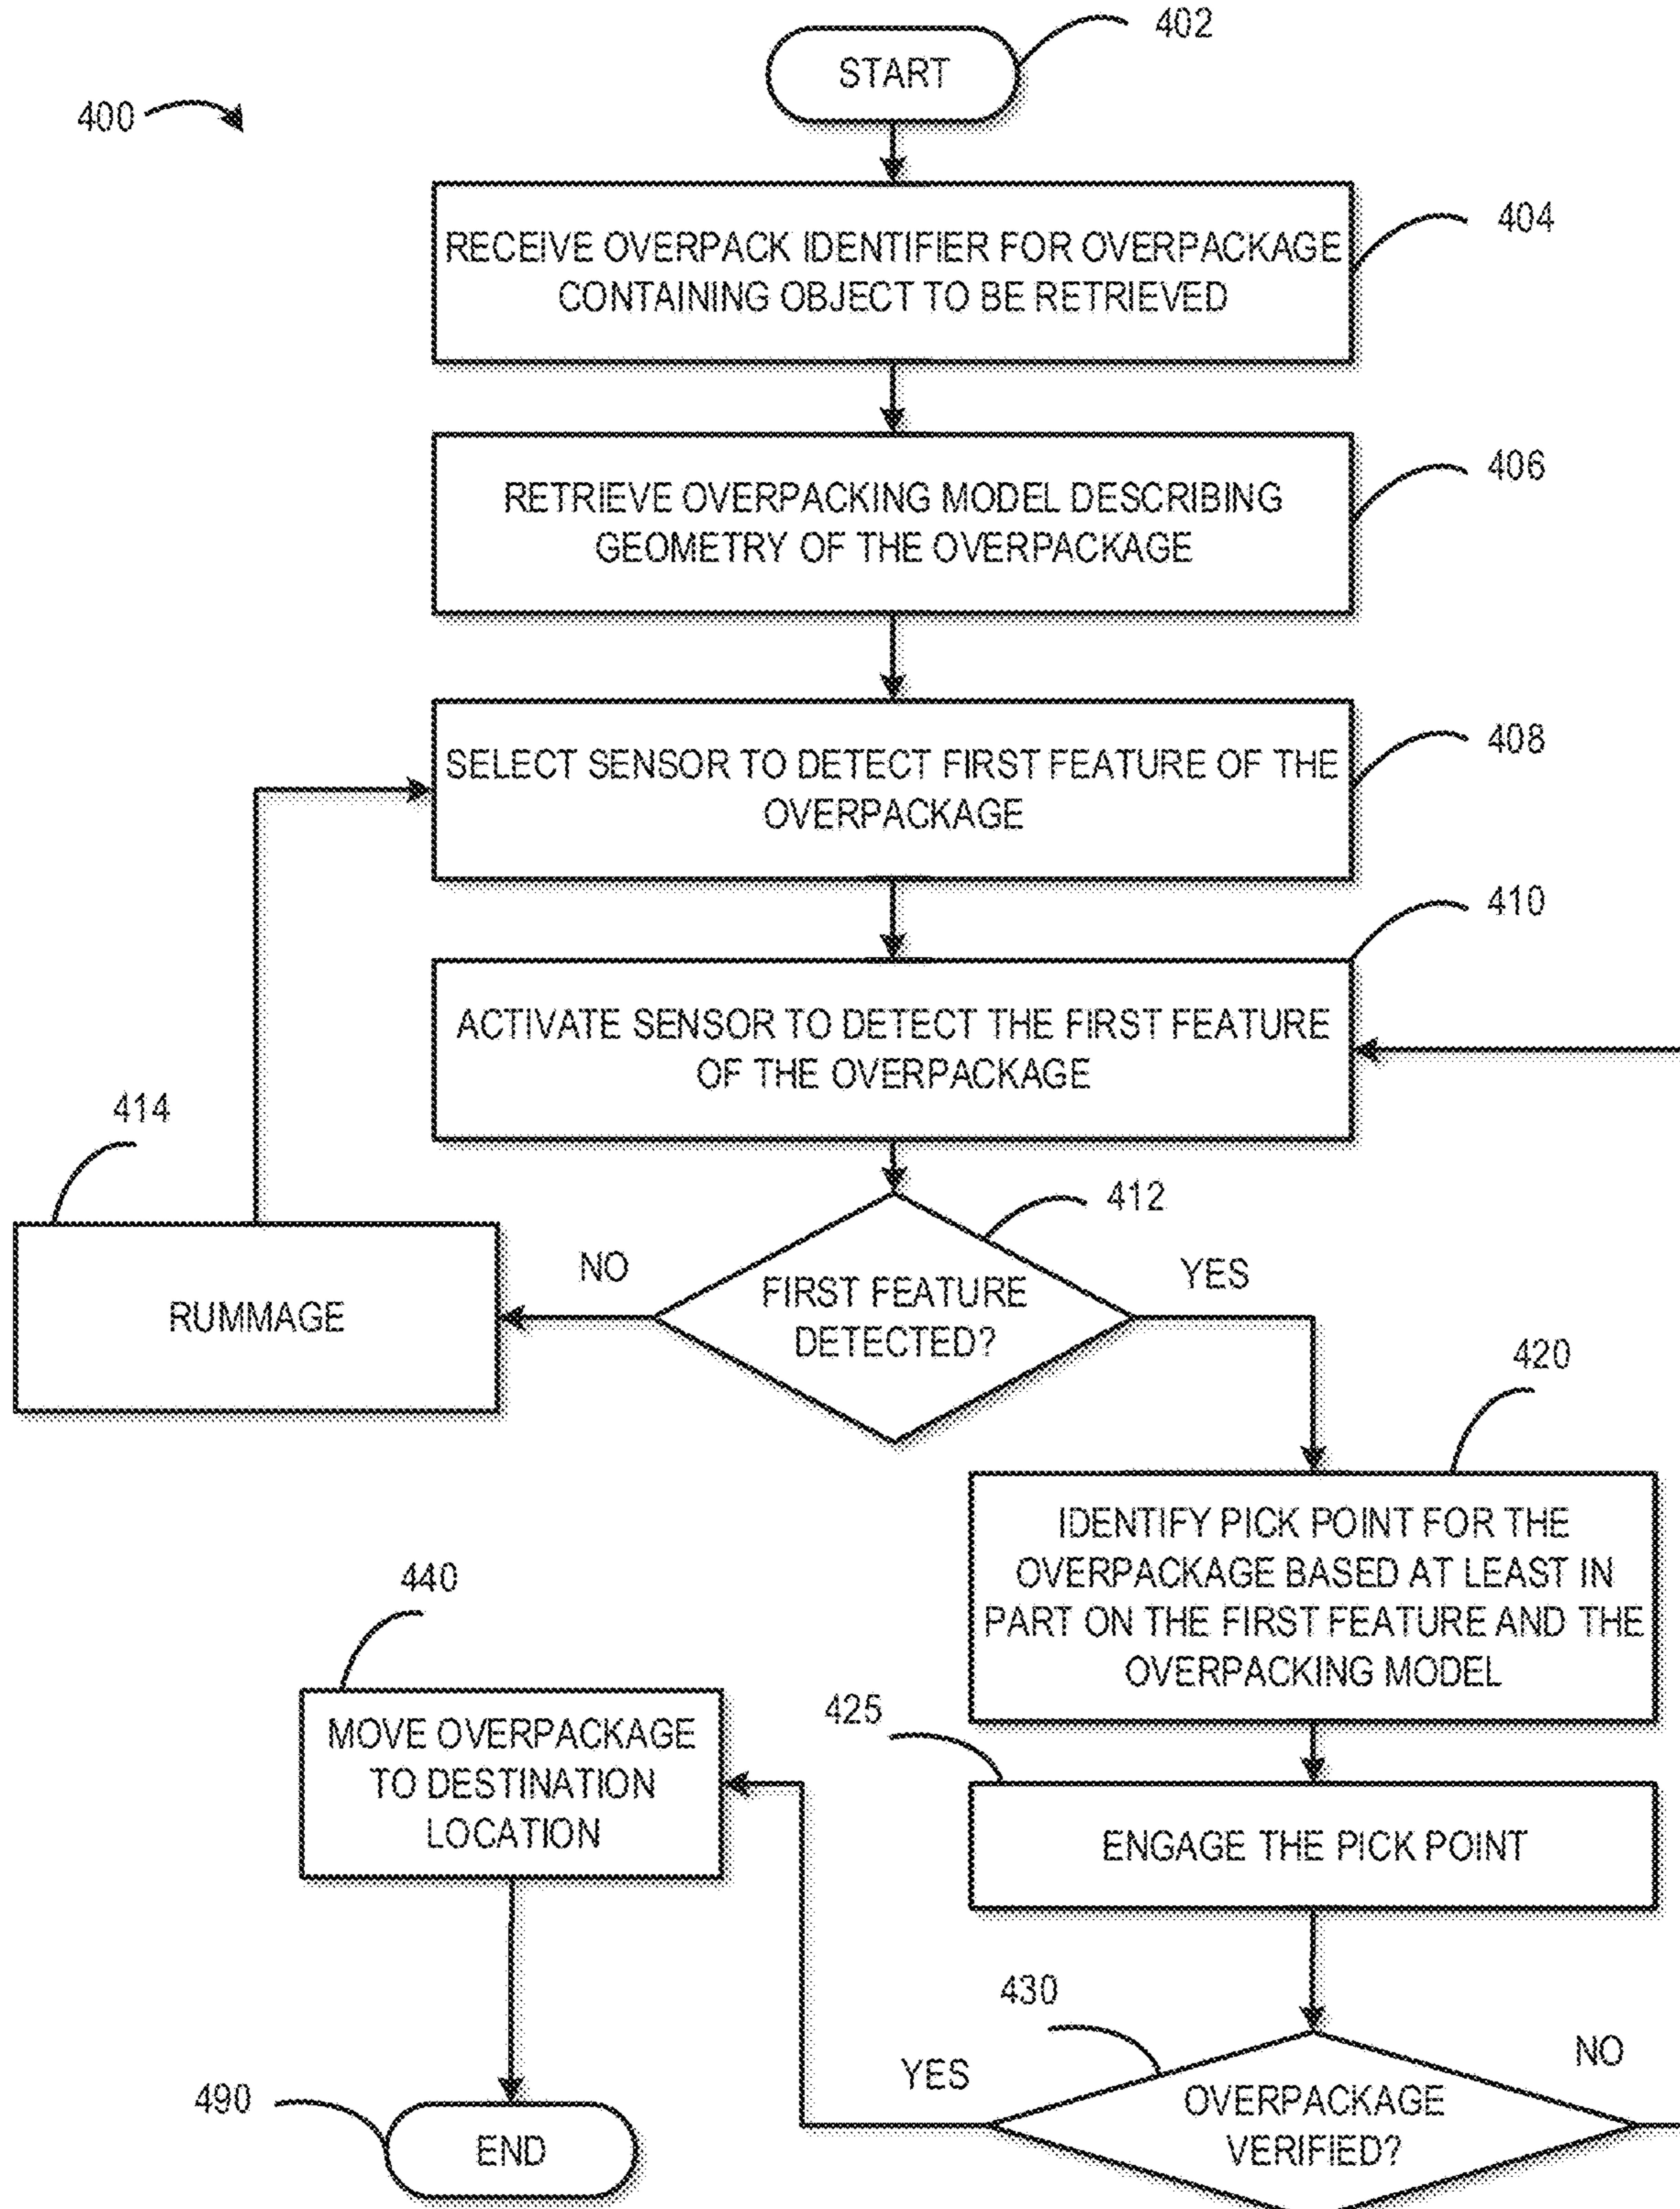 402
START
400
404
RECEIVE OVERPACK IDENTIFIER FOR OVERPACKAGE
CONTAINING OBJECT TO BE RETRIEVED
406
RETRIEVE OVERPACKING MODEL DESCRIBING
GEOMETRY OF THE OVERPACKAGE
408
SELECT SENSOR TO DETECT FIRST FEATURE OF THE
OVERPACKAGE
410
ACTIVATE SENSOR TO DETECT THE FIRST FEATURE
OF THE OVERPACKAGE
414
412
NO
YES
RUMMAGE
FIRST FEATURE
DETECTED?
420
IDENTIFY PICK POINT FOR THE
OVERPACKAGE BASED AT LEAST IN
PART ON THE FIRST FEATURE AND THE
OVERPACKING MODEL
440
425
MOVE OVERPACKAGE
TO DESTINATION
LOCATION
ENGAGE THE PICK POINT
430
NO
YES
OVERPACKAGE
VERIFIED?
490
END